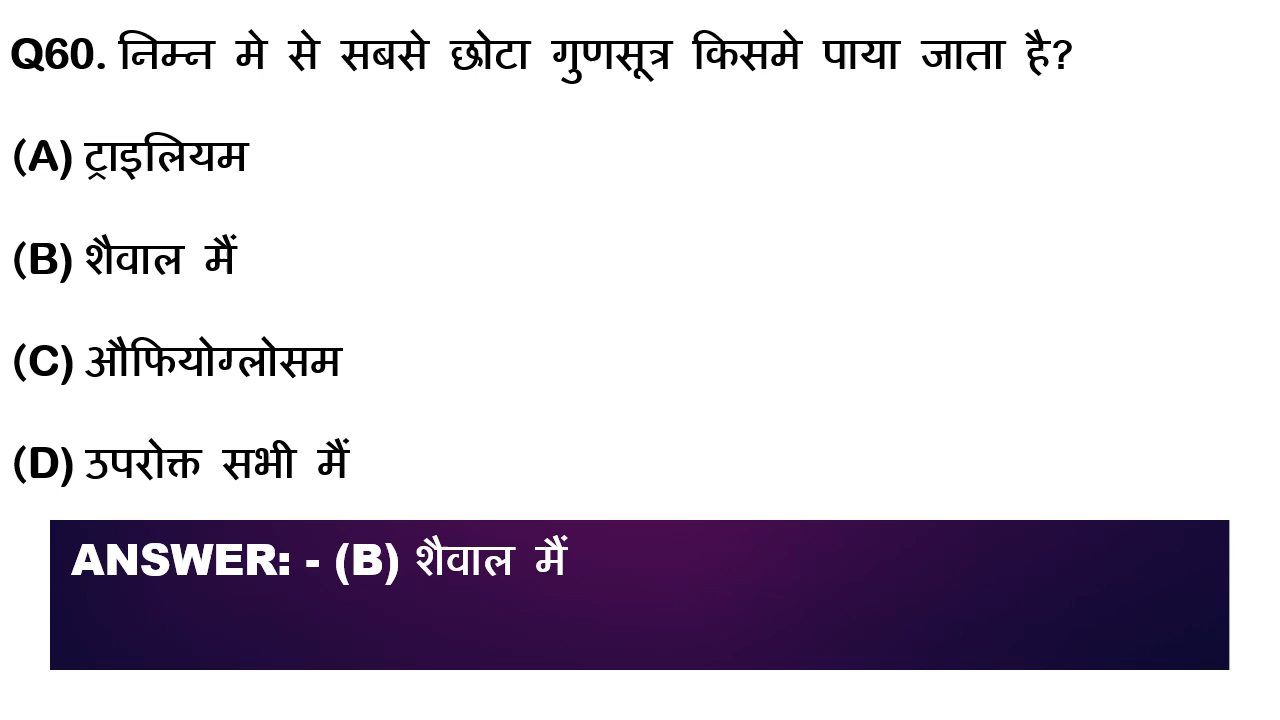 Q60. निम्न मे से सबसे छोटा गुणसूत्र किसमे पाया जाता है?
(A) ट्राइलियम
(B) शैवाल मैं
(C) औफियोग्लोसम
(D) उपरोक्त सभी मैं
ANSWER: - (B) शैवाल मैं